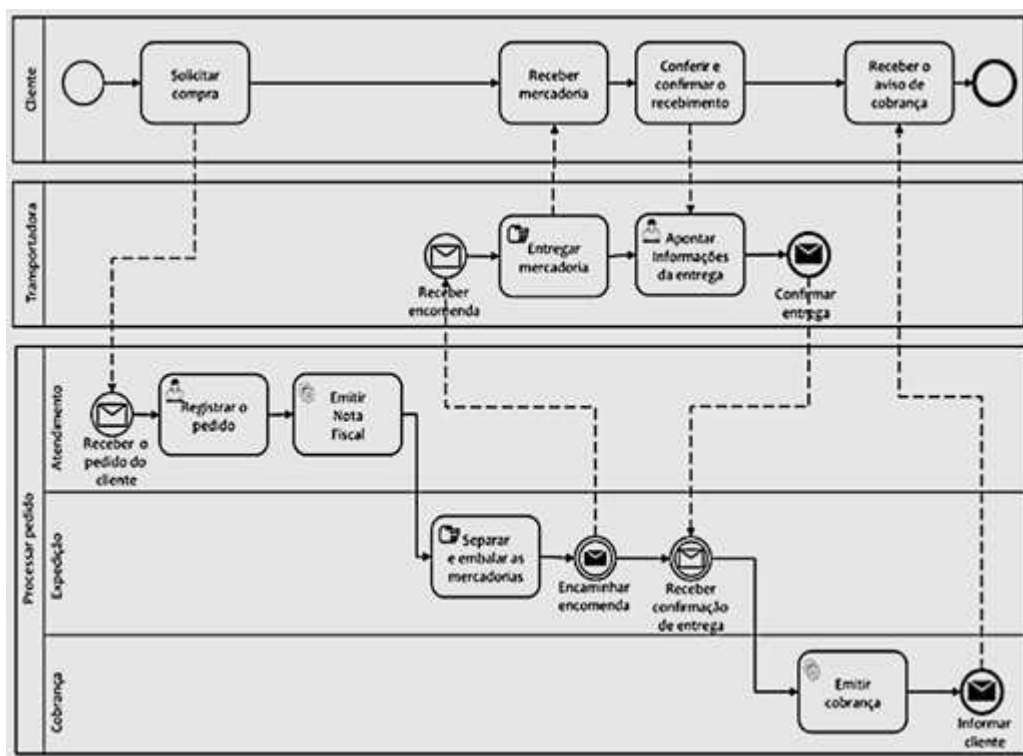 Cliente
Solicitar
compra
Receber
mercadoria
Conferir e
confirmar o
recebimento
Receber o
aviso de
cobrança
Transportadora
Receber
encomenda
Entregar
mercadoria
Apontar
Informações
da entrega
Confirmar
entrega
Processar pedido
Atendimento
Receber o
pedido do
cliente
Registrar o
pedido
Emitir
Nota
Fiscal
Expedição
Separar
e embalar as
mercadorias
Encaminhar
encomenda
Receber
confirmação
de entrega
Cobrança
Emitir
cobrança
Informar
cliente